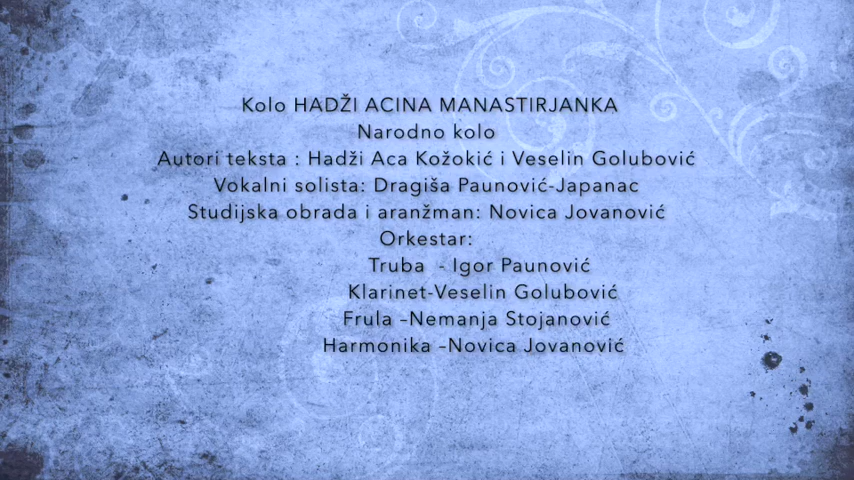 Kolo HADŽI ACINA MANASTIRJANKA
Narodno kolo
Autori teksta : Hadži Aca Kožokić i Veselin Golubović
Vokalni solista: Dragiša Paunović-Japanac
Studijska obrada i aranžman: Novica Jovanović
Orkestar:
Truba - Igor Paunović
Klarinet-Veselin Golubović
Frula –Nemanja Stojanović
Harmonika –Novica Jovanović